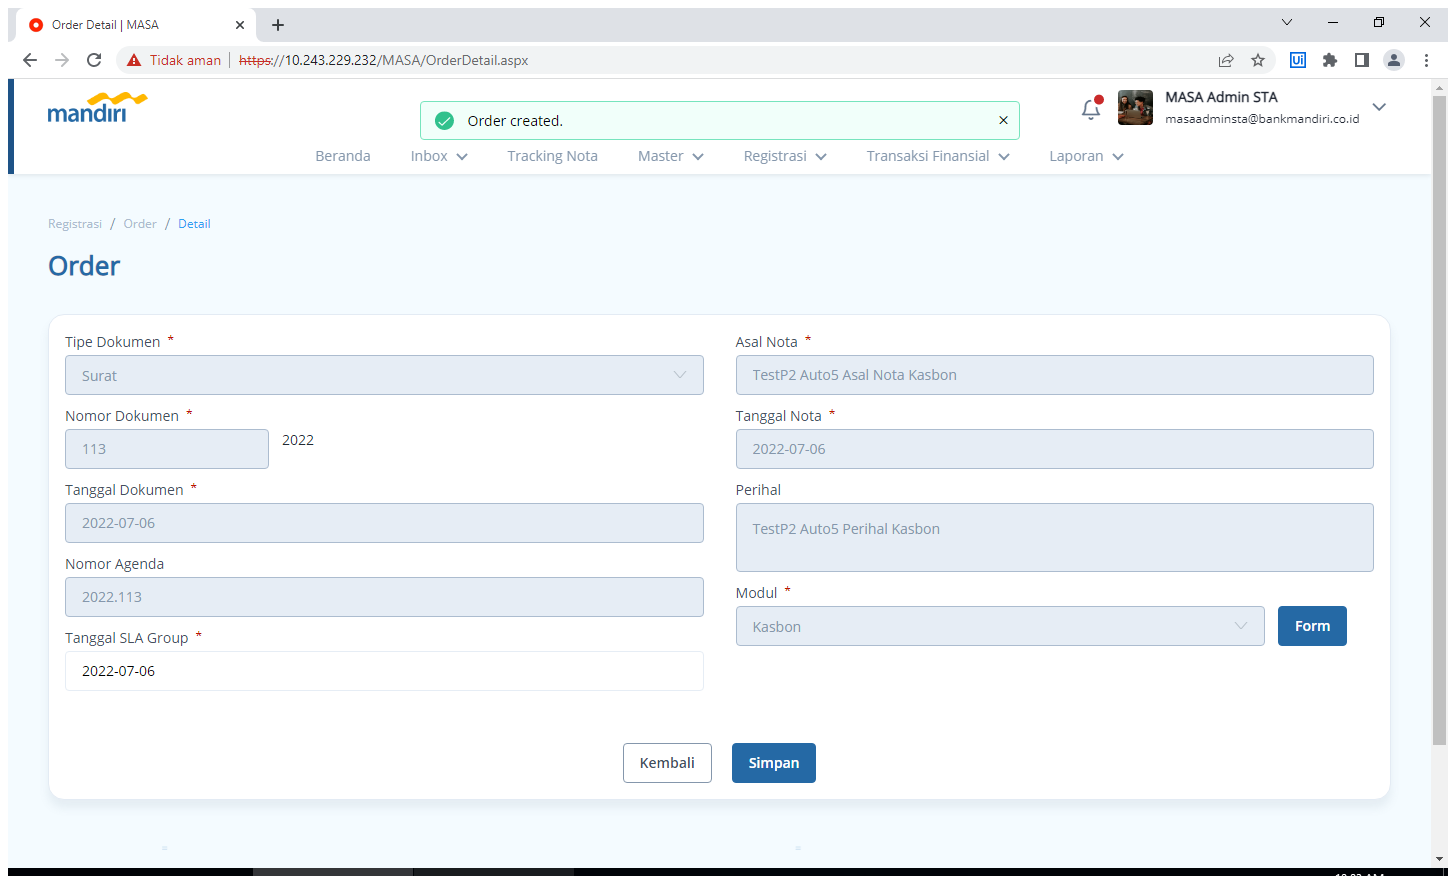 Order Detail | MASA
Tidak aman
https://10.243.229.232/MASA/OrderDetail.aspx
Ui
mandiri
Order created.
MASA Admin STA
masaadminsta@bankmandiri.co.id
Beranda
Inbox
Tracking Nota
Master
Registrasi
Transaksi Finansial
Laporan
Registrasi / Order / Detail
Order
Tipe Dokumen *
Surat
Nomor Dokumen *
113
2022
Tanggal Dokumen *
2022-07-06
Nomor Agenda
2022.113
Tanggal SLA Group *
2022-07-06
Asal Nota *
TestP2 Auto5 Asal Nota Kasbon
Tanggal Nota *
2022-07-06
Perihal
TestP2 Auto5 Perihal Kasbon
Modul *
Kasbon
Form
Kembali
Simpan